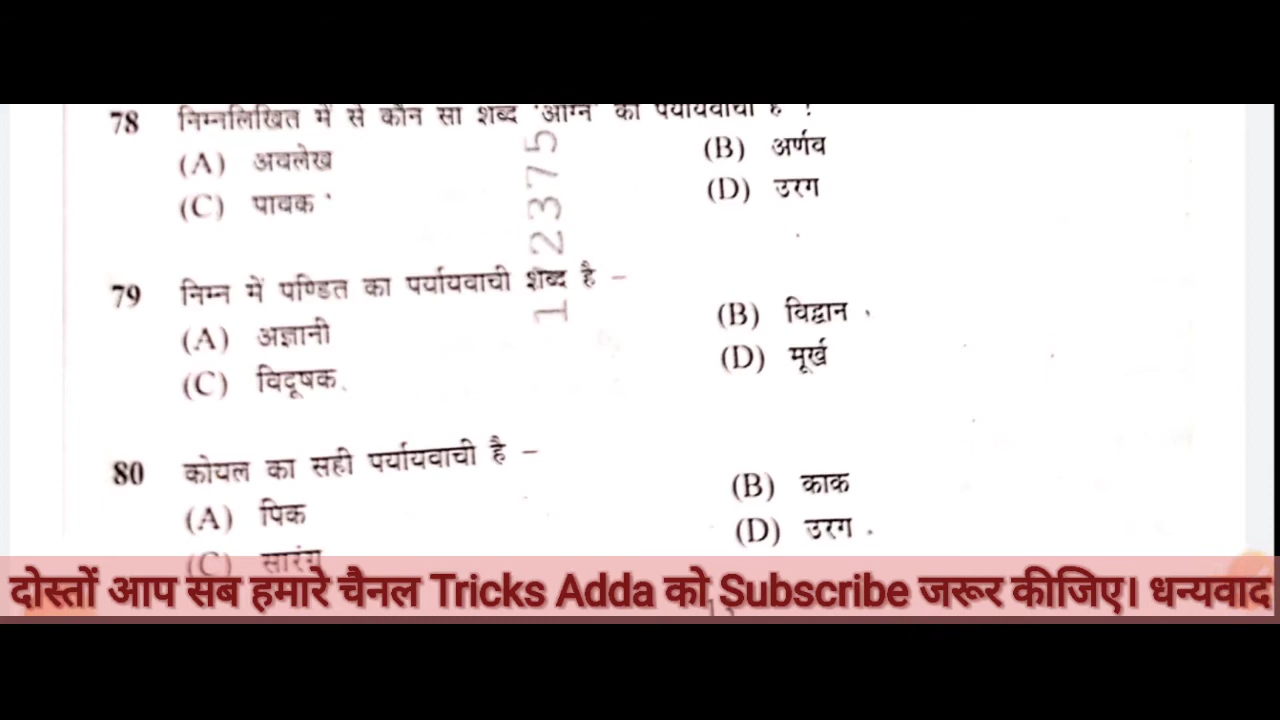 78 निम्नलिखित में से कौन सा शब्द 'अग्नि' का पर्यायवाची है ?
(A) अवलेख (B) अर्णव
(C) पावक (D) उरग
79 निम्न में पण्डित का पर्यायवाची शब्द है –
(A) अज्ञानी (B) विद्वान
(C) विदूषक (D) मूर्ख
80 कोयल का सही पर्यायवाची है –
(A) पिक (B) काक
(C) सारंग (D) उरग
दोस्तों आप सब हमारे चैनल Tricks Adda को Subscribe जरूर कीजिए। धन्यवाद